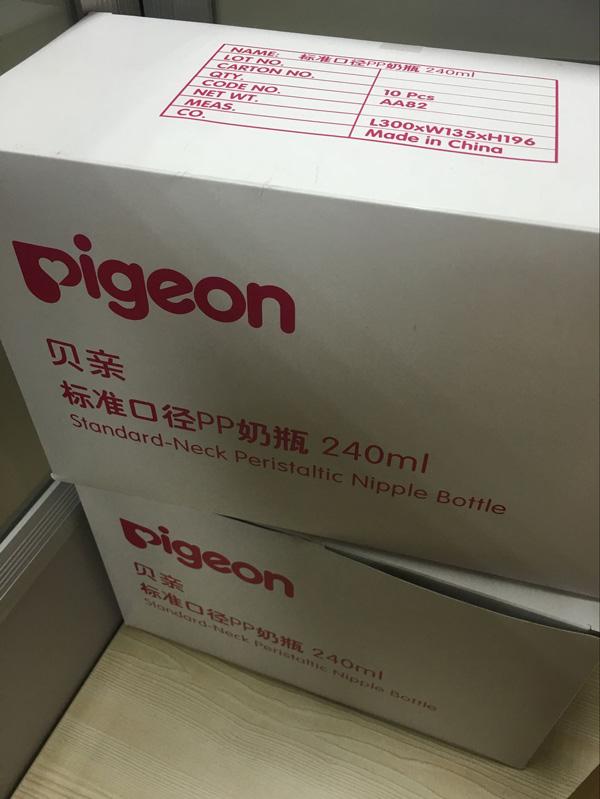 NAME. 标准口径PP奶瓶 240ml
LOT NO.
CARTON NO.
QTY. 10 Pcs
CODE NO. AA82
NET WT.
MEAS. L300xW135xH196
CO. Made in China
Pigeon
贝亲
标准口径PP奶瓶 240ml
Standard-Neck Peristaltic Nipple Bottle
Pigeon
贝亲
标准口径PP奶瓶 240ml
Standard-Neck Peristaltic Nipple Bottle